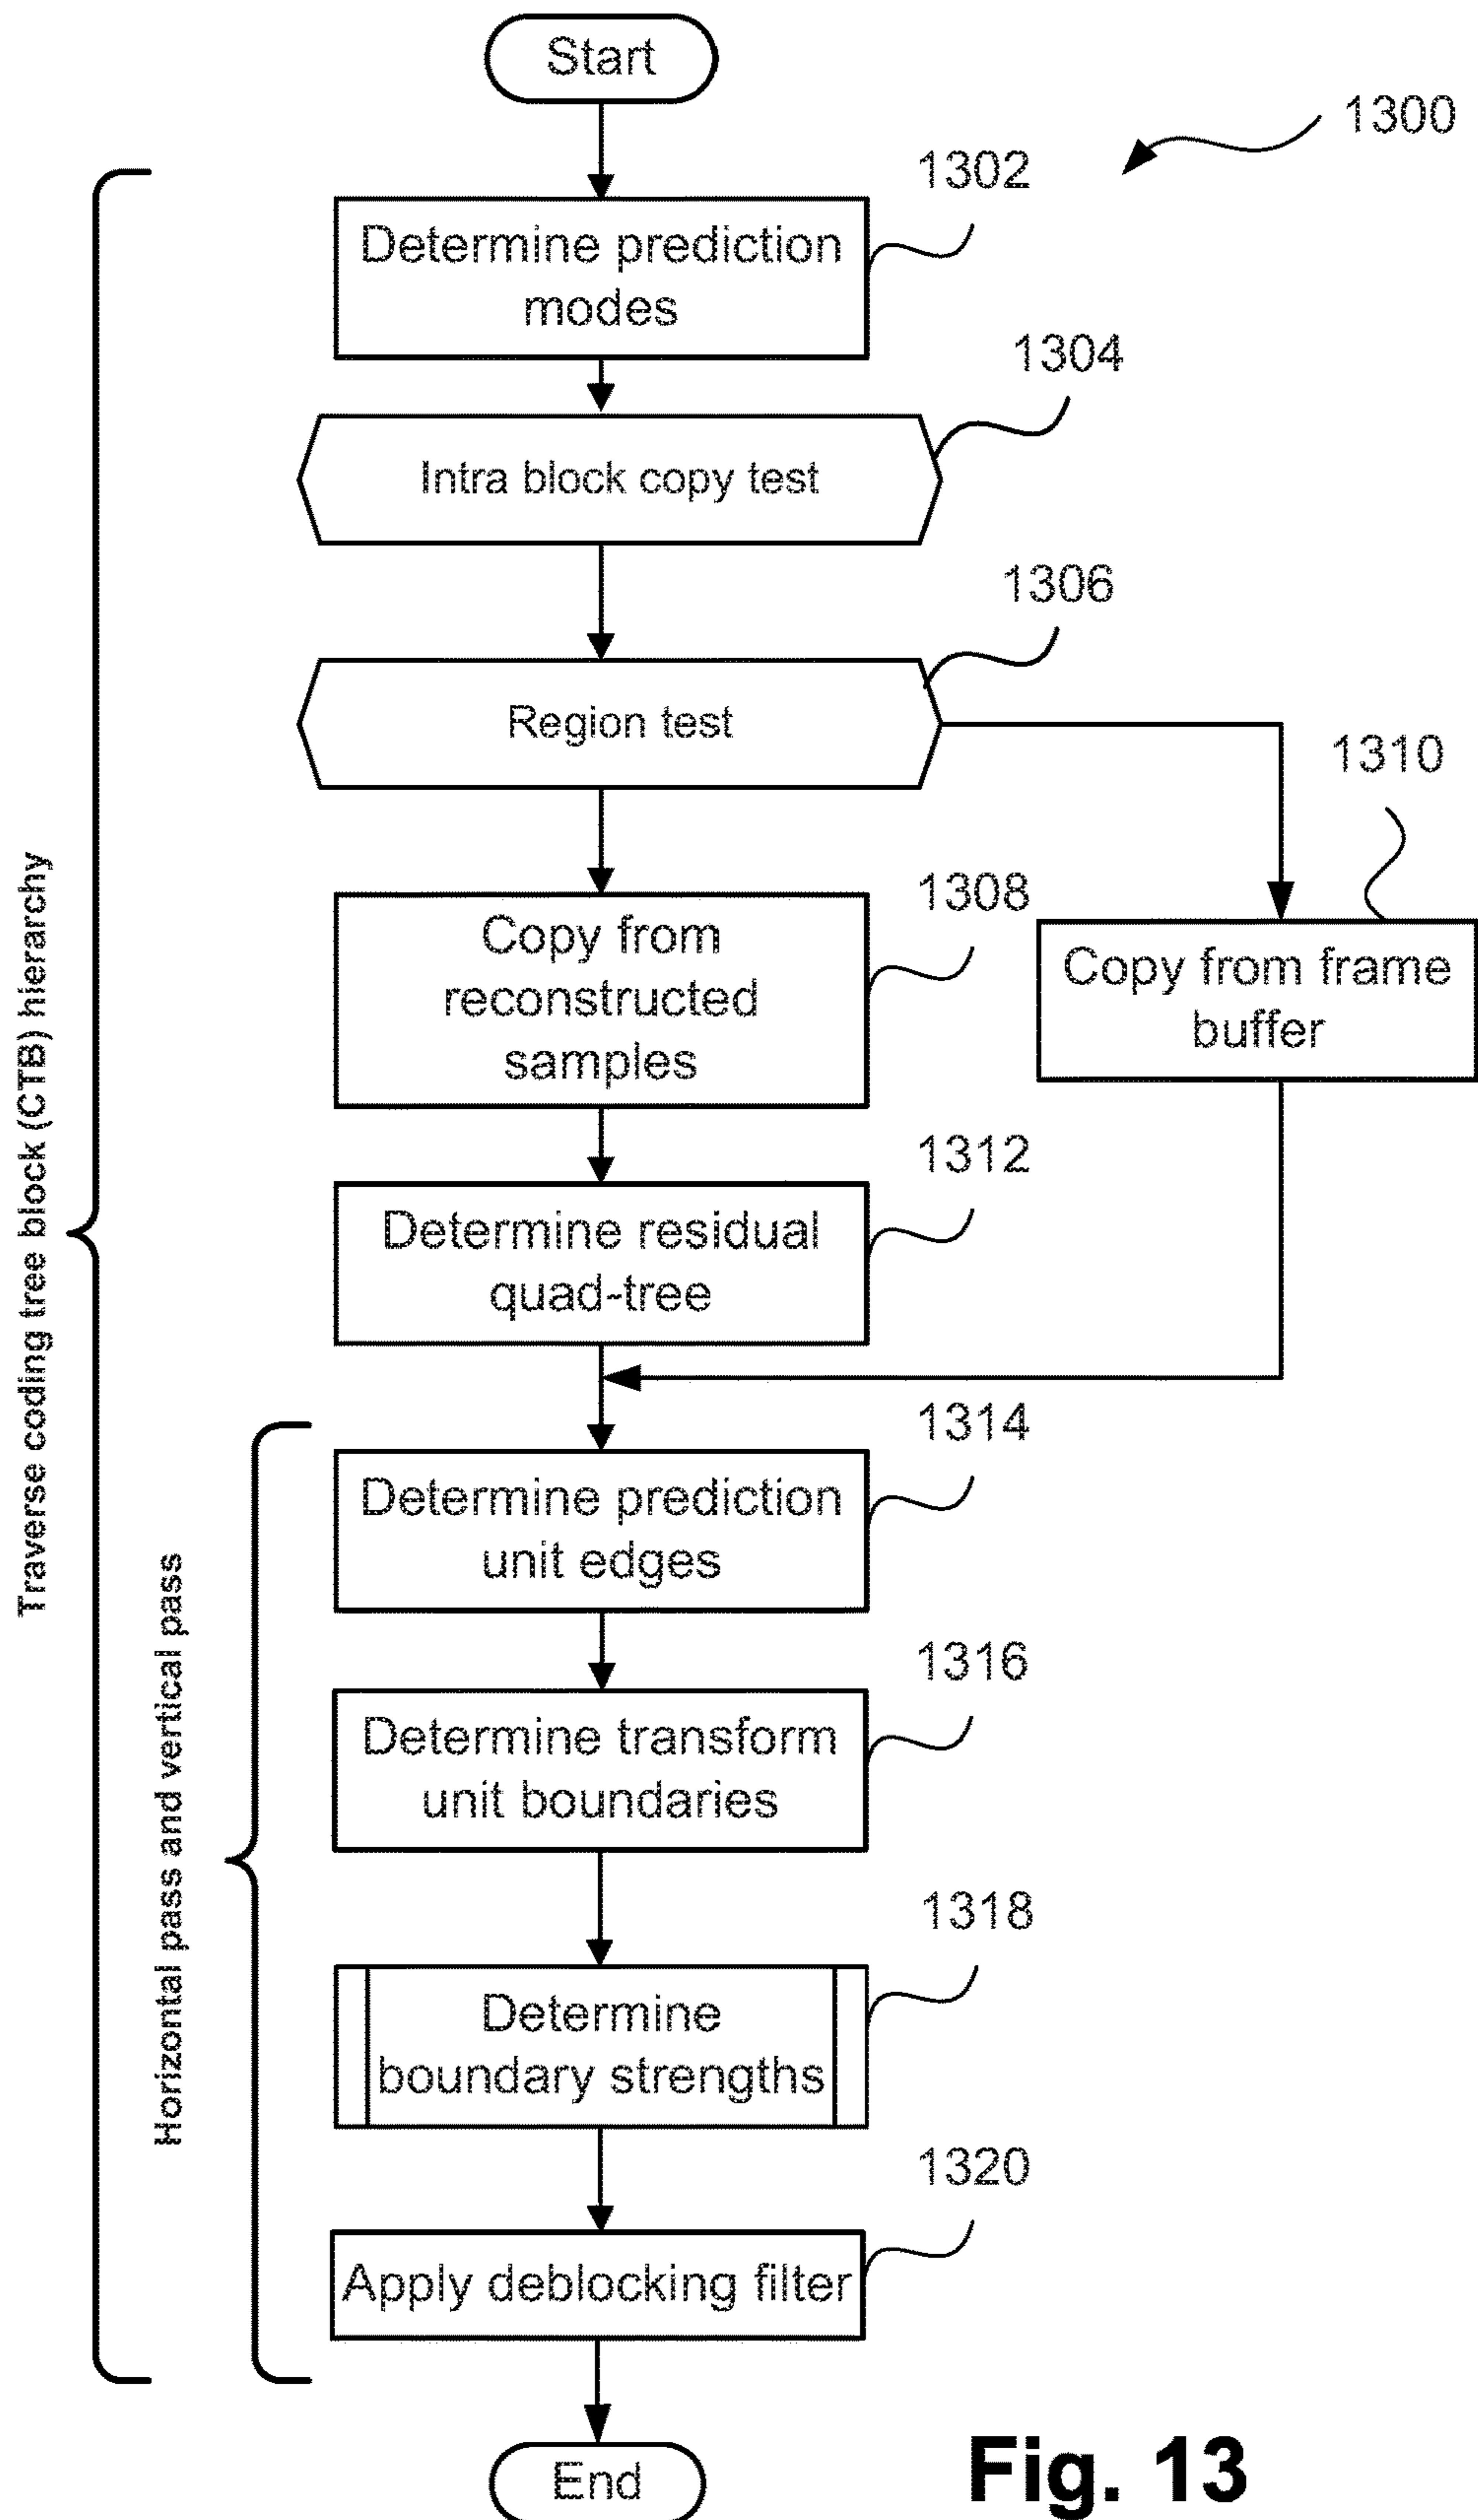 Start
1300
1302
Determine prediction
modes
1304
Intra block copy test
1306
Region test
1310
1308
Copy from
reconstructed
samples
Copy from frame
buffer
1312
Determine residual
quad-tree
Traverse coding tree block (CTB) hierarchy
1314
Determine prediction
unit edges
Horizontal pass and vertical pass
1316
Determine transform
unit boundaries
1318
Determine
boundary strengths
1320
Apply deblocking filter
End
Fig. 13